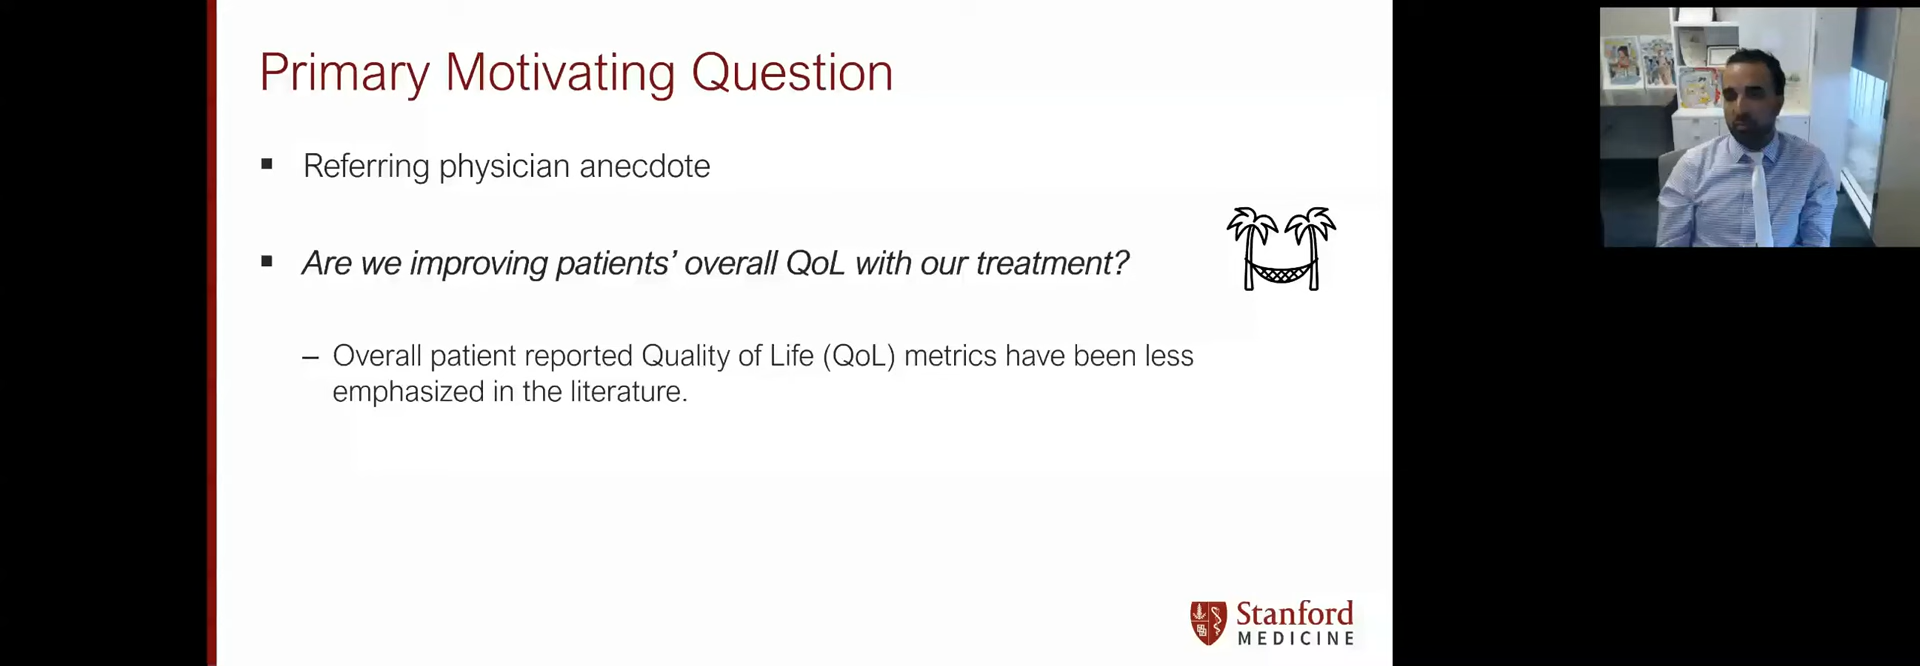 Primary Motivating Question
▪ Referring physician anecdote
▪ Are we improving patients’ overall QoL with our treatment?
– Overall patient reported Quality of Life (QoL) metrics have been less
emphasized in the literature.
Stanford
MEDICINE